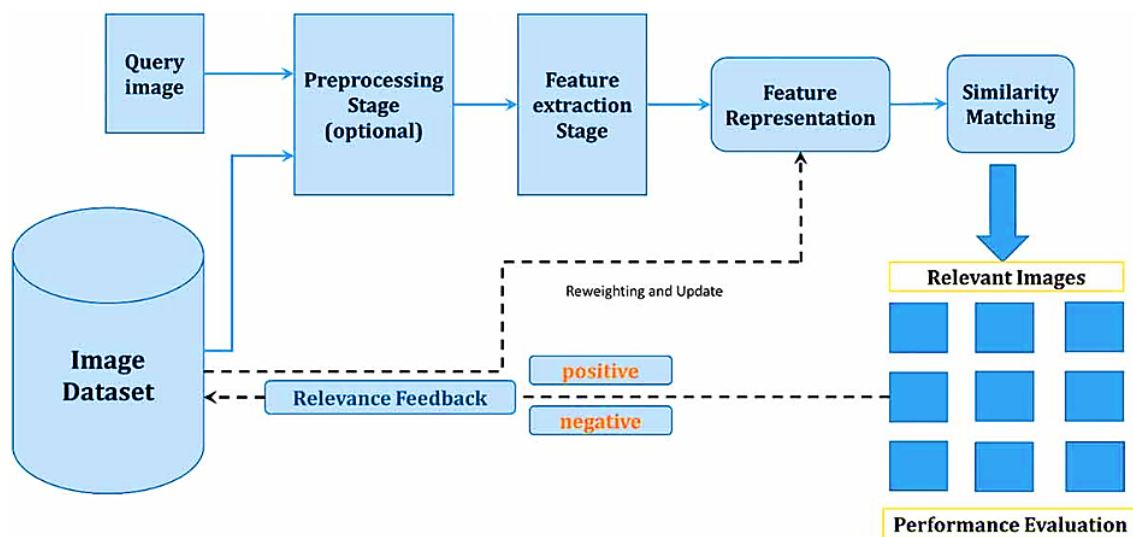 Query
image
Preprocessing
Stage
(optional)
Feature
extraction
Stage
Feature
Representation
Similarity
Matching
Relevant Images
Reweighting and Update
Image
Dataset
positive
Relevance Feedback
negative
Performance Evaluation